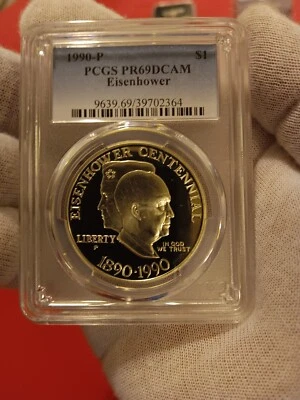 1990-P $1
PCGS PR69DCAM
Eisenhower
9639.69/39702364
EISENHOWER CENTENNIAL
LIBERTY
P
IN GOD
WE TRUST
1890·1990